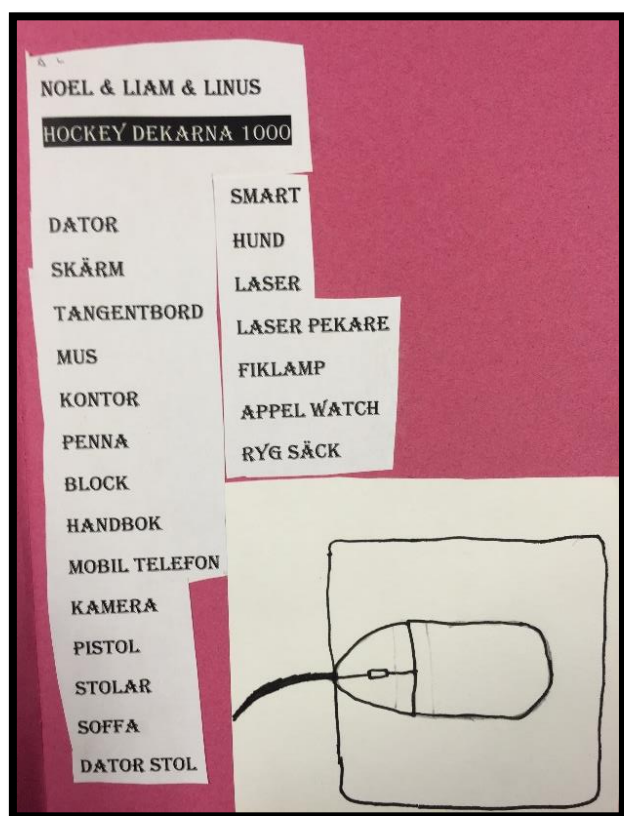 NOEL & LIAM & LINUS
HOCKEY DEKARNA 1000
DATOR
SKÄRM
TANGENTBORD
MUS
KONTOR
PENNA
BLOCK
HANDBOK
MOBIL TELEFON
KAMERA
PISTOL
STOLAR
SOFFA
DATOR STOL
SMART
HUND
LASER
LASER PEKARE
FIKLAMP
APPEL WATCH
RYG SÄCK